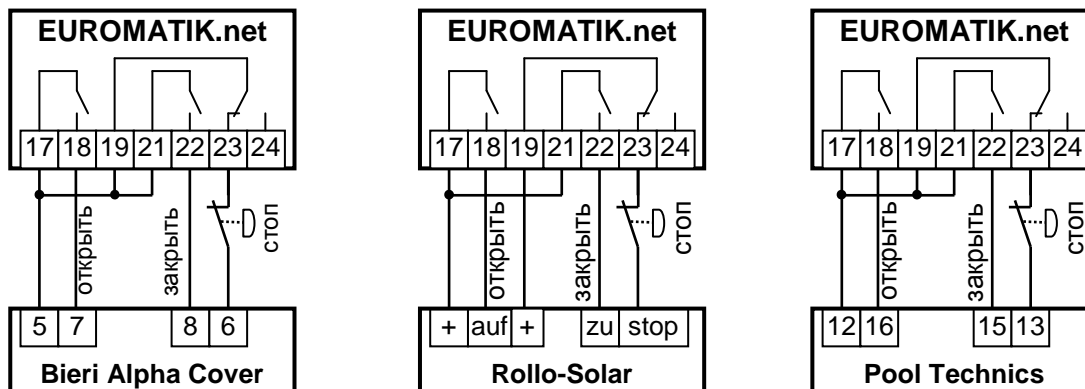 EUROMATIK.net
17 18 19 21 22 23 24
открыть
закрыть
стоп
5 7 8 6
Bieri Alpha Cover
EUROMATIK.net
17 18 19 21 22 23 24
открыть
закрыть
стоп
+ auf + zu stop
Rollo-Solar
EUROMATIK.net
17 18 19 21 22 23 24
открыть
закрыть
стоп
12 16 15 13
Pool Technics